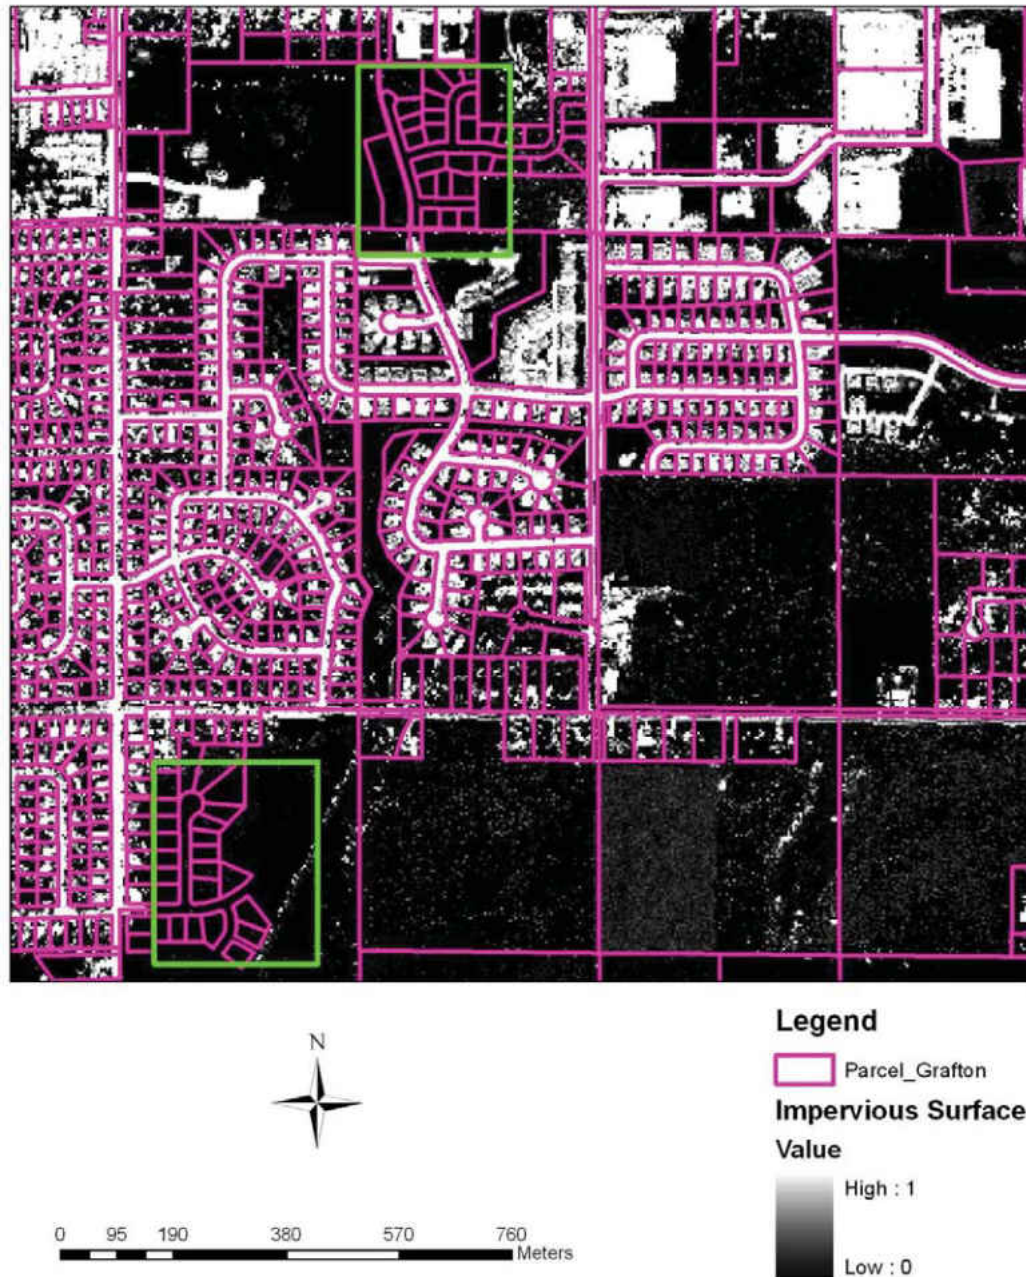 N
0 95 190 380 570 760
Meters
Legend
Parcel_Grafton
Impervious Surface
Value
High : 1
Low : 0